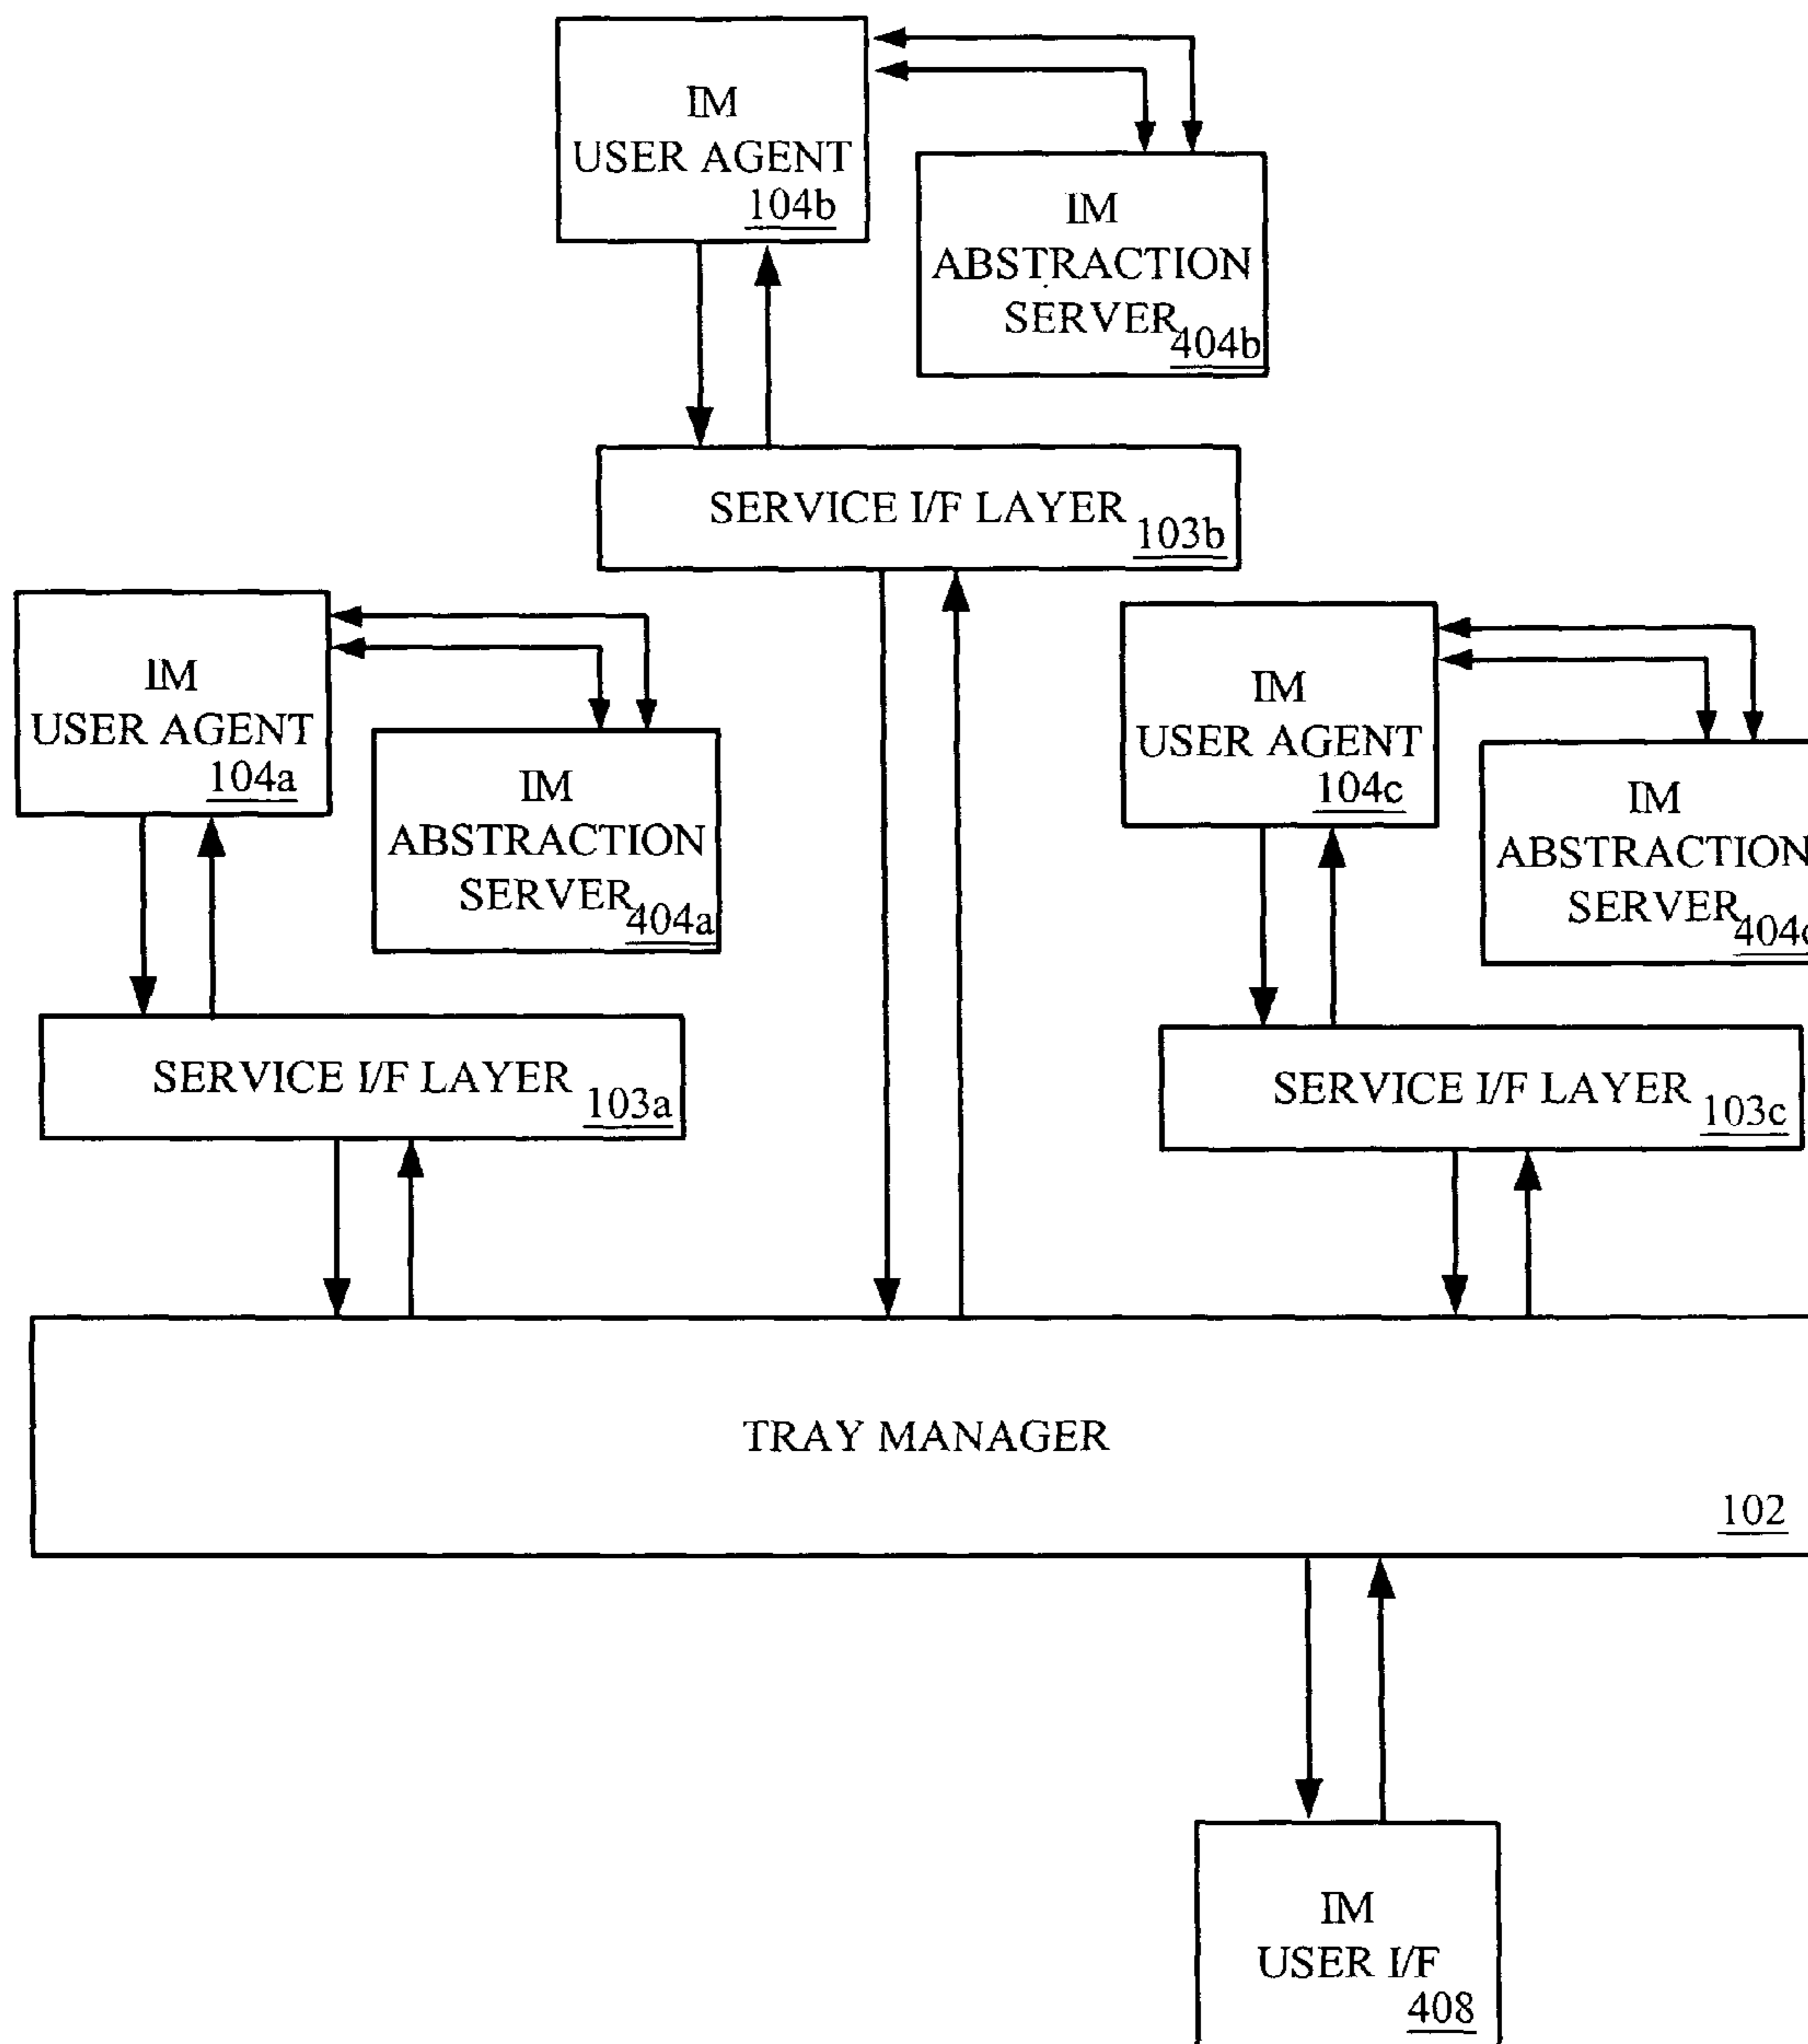 IM
USER AGENT
104b
IM
ABSTRACTION
SERVER
404b
SERVICE I/F LAYER
103b
IM
USER AGENT
104a
IM
ABSTRACTION
SERVER
404a
SERVICE I/F LAYER
103a
IM
USER AGENT
104c
IM
ABSTRACTION
SERVER
404c
SERVICE I/F LAYER
103c
TRAY MANAGER
102
IM
USER I/F
408